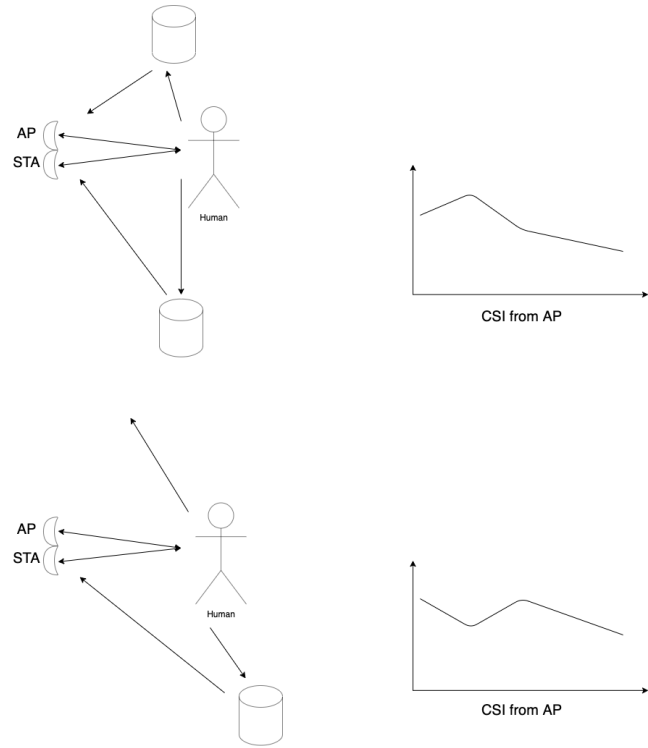 AP
STA
Human
CSI from AP
AP
STA
Human
CSI from AP